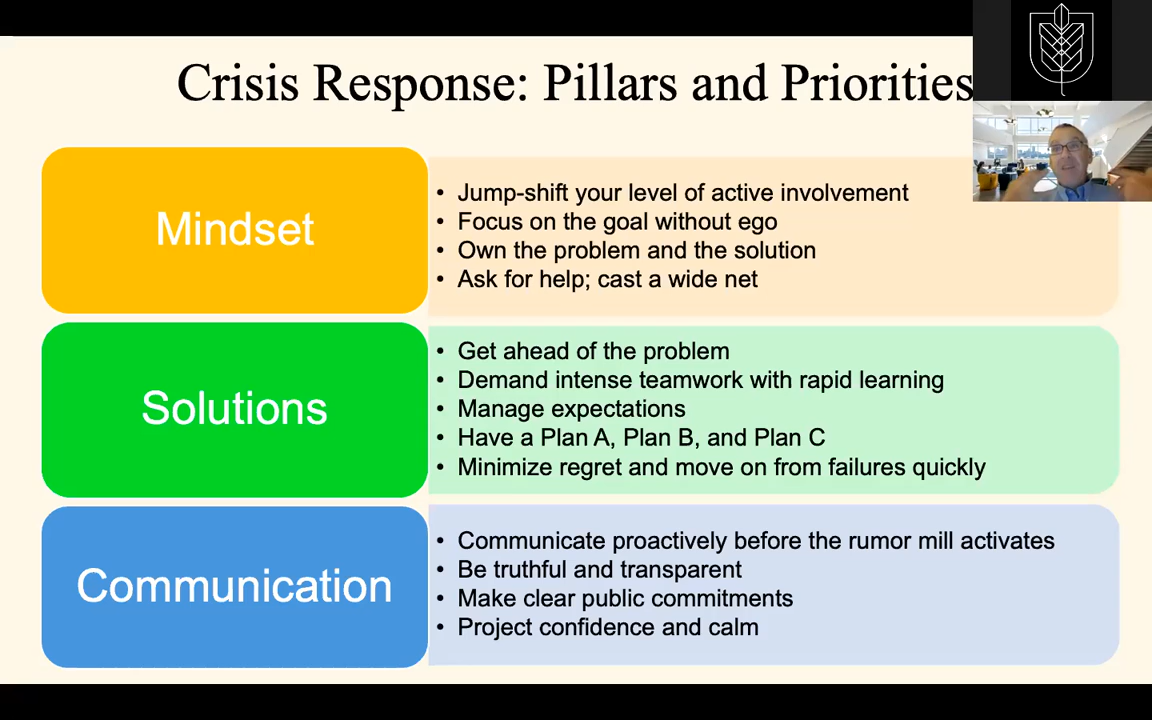 Crisis Response: Pillars and Priorities
Mindset
• Jump-shift your level of active involvement
• Focus on the goal without ego
• Own the problem and the solution
• Ask for help; cast a wide net
Solutions
• Get ahead of the problem
• Demand intense teamwork with rapid learning
• Manage expectations
• Have a Plan A, Plan B, and Plan C
• Minimize regret and move on from failures quickly
Communication
• Communicate proactively before the rumor mill activates
• Be truthful and transparent
• Make clear public commitments
• Project confidence and calm